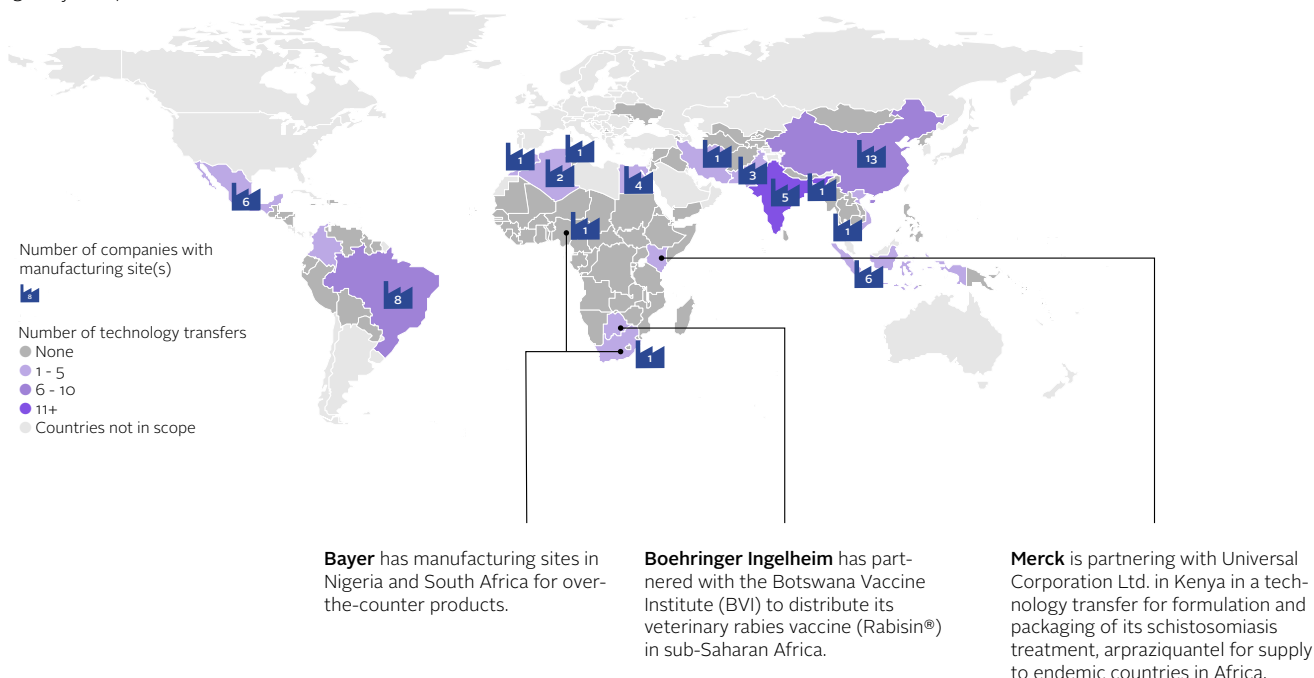 1
1
2
6
4
1
3
13
5
1
1
1
6
8
1
Number of companies with
manufacturing site(s)
8
Number of technology transfers
None
1 - 5
6 - 10
11+
Countries not in scope
Bayer has manufacturing sites in
Nigeria and South Africa for over-
the-counter products.
Boehringer Ingelheim has part-
nered with the Botswana Vaccine
Institute (BVI) to distribute its
veterinary rabies vaccine (Rabisin®)
in sub-Saharan Africa.
Merck is partnering with Universal
Corporation Ltd. in Kenya in a tech-
nology transfer for formulation and
packaging of its schistosomiasis
treatment, arpraziquantel for supply
to endemic countries in Africa.